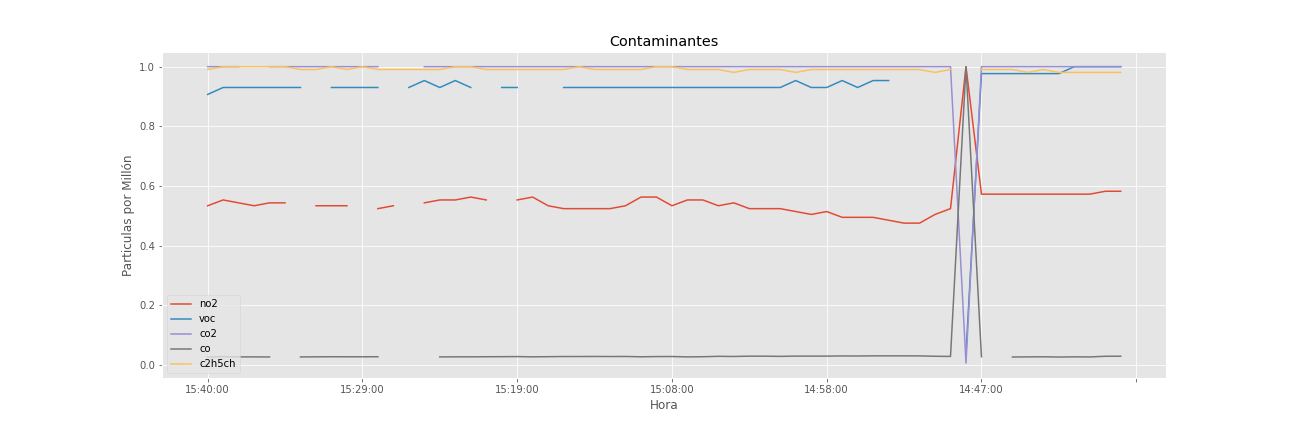 Contaminantes
Particulas por Millón
1.0
0.8
0.6
0.4
0.2
0.0
no2
voc
co2
co
c2h5ch
15:40:00
15:29:00
15:19:00
15:08:00
14:58:00
14:47:00
Hora